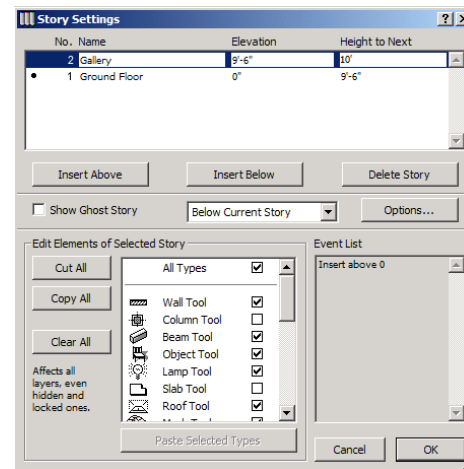 Story Settings
No. Name Elevation Height to Next
2 Gallery 9'-6" 10'
1 Ground Floor 0" 9'-6"
Insert Above Insert Below Delete Story
Show Ghost Story Below Current Story Options...
Edit Elements of Selected Story Event List
Cut All All Types Insert above 0
Copy All Wall Tool
Column Tool
Clear All Beam Tool
Object Tool
Affects all Lamp Tool
layers, even Slab Tool
hidden and Roof Tool
locked ones.
Paste Selected Types
Cancel OK